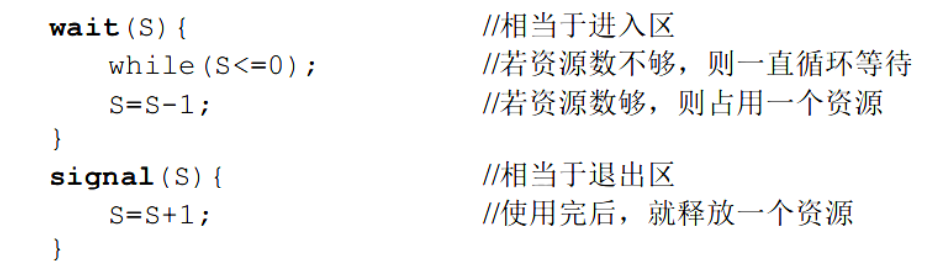 wait(S){ //相当于进入区
while(S<=0); //若资源数不够，则一直循环等待
S=S-1; //若资源数够，则占用一个资源
}
signal(S){ //相当于退出区
S=S+1; //使用完后，就释放一个资源
}